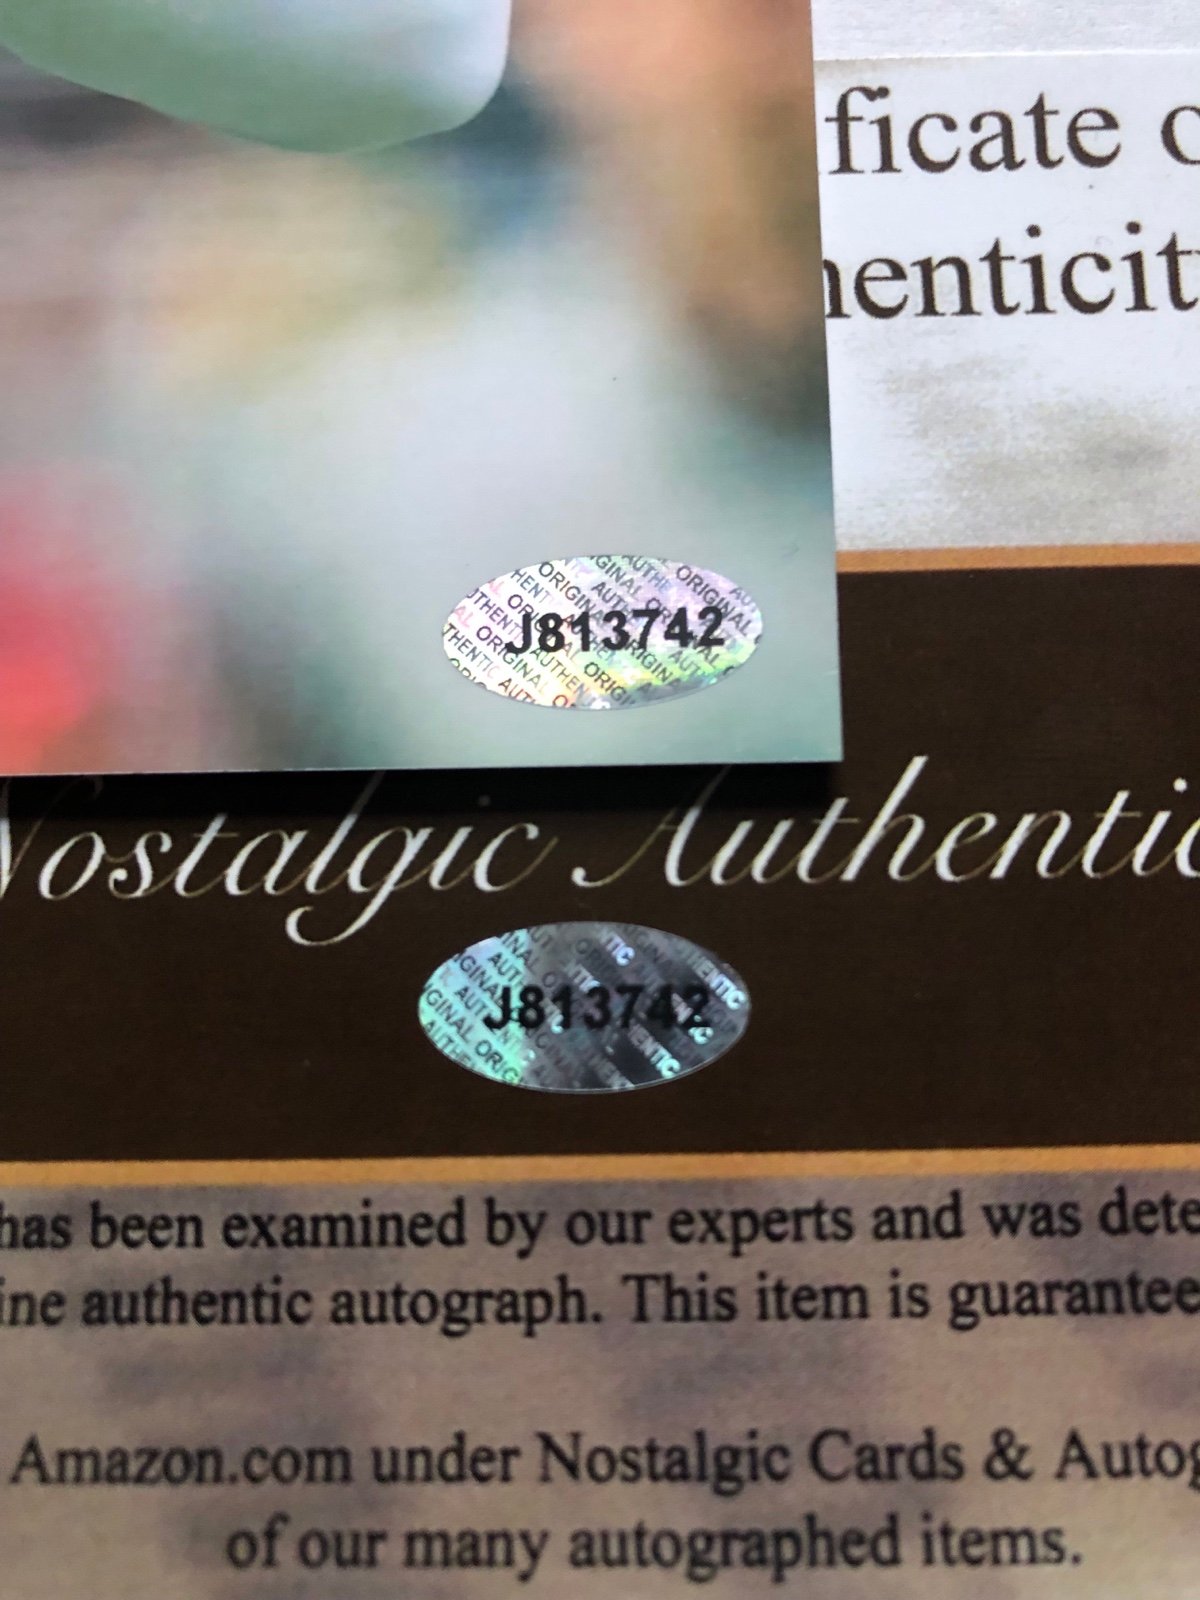 ficate o
henticit
J813742
Nostalgic Authentic
J813742
has been examined by our experts and was dete
ine authentic autograph. This item is guarantee
Amazon.com under Nostalgic Cards & Autog
of our many autographed items.